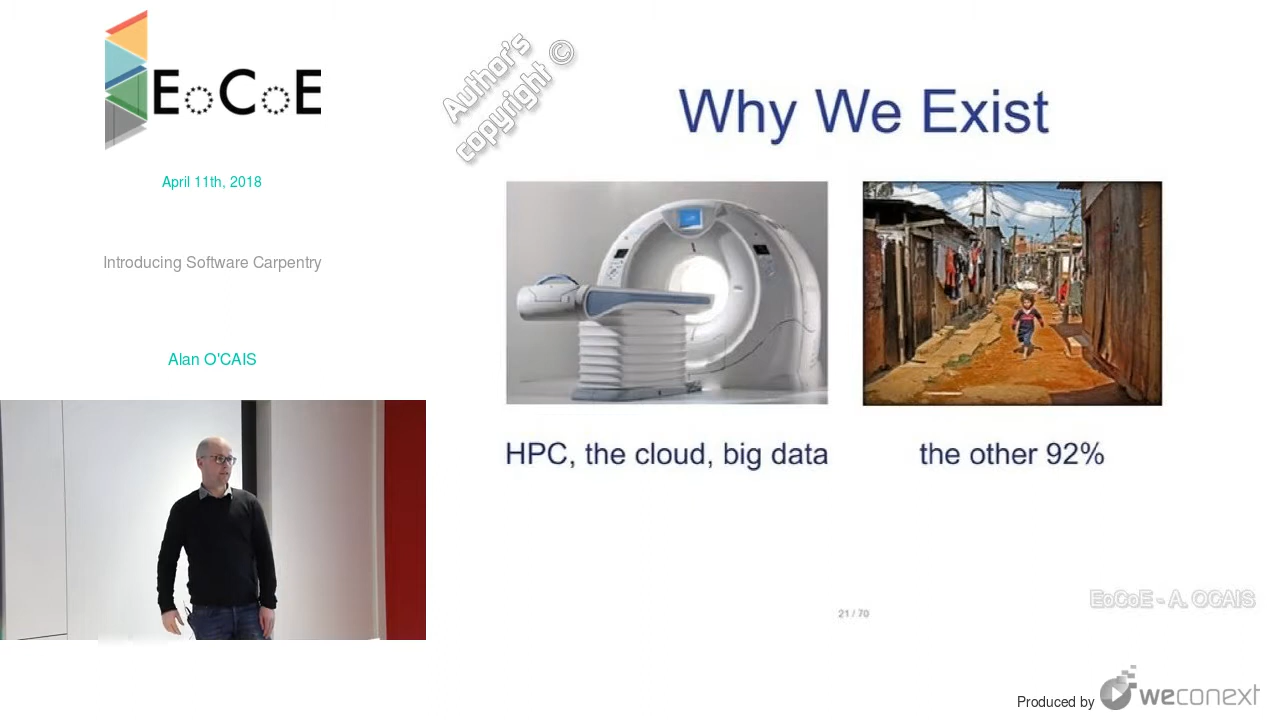 EoCoE
April 11th, 2018
Introducing Software Carpentry
Alan O'CAIS
Author's
copyright ©
Why We Exist
HPC, the cloud, big data
the other 92%
21 / 70
EoCoE - A. OCAIS
Produced by weconext